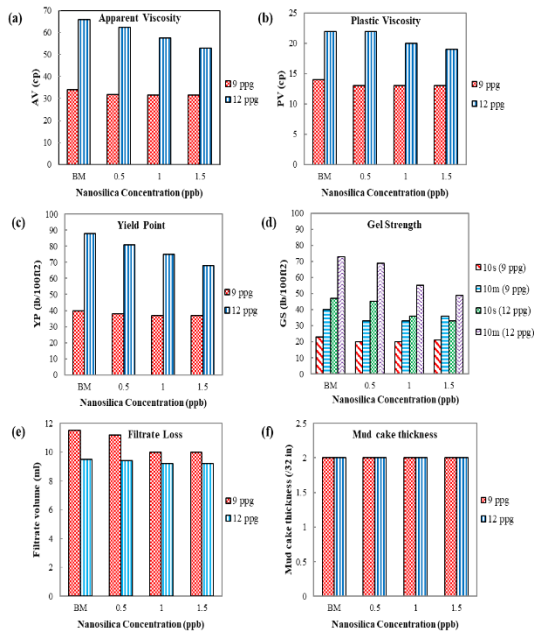 (a)
Apparent Viscosity
70
60
50
40
30
20
10
0
AV (cp)
BM 0.5 1 1.5
Nanosilica Concentration (ppb)
9 ppg
12 ppg
(b)
Plastic Viscosity
25
20
15
10
5
0
PV (cp)
BM 0.5 1 1.5
Nanosilica Concentration (ppb)
9 ppg
12 ppg
(c)
Yield Point
100
90
80
70
60
50
40
30
20
10
0
YP (lb/100ft2)
BM 0.5 1 1.5
Nanosilica Concentration (ppb)
9 ppg
12 ppg
(d)
Gel Strength
100
90
80
70
60
50
40
30
20
10
0
GS (lb/100ft2)
BM 0.5 1 1.5
Nanosilica Concentration (ppb)
10s (9 ppg)
10m (9 ppg)
10s (12 ppg)
10m (12 ppg)
(e)
Filtrate Loss
12
10
8
6
4
2
0
Filtrate volume (ml)
BM 0.5 1 1.5
Nanosilica Concentration (ppb)
9 ppg
12 ppg
(f)
Mud cake thickness
2.5
2
1.5
1
0.5
0
Mud cake thickness (/32 in)
BM 0.5 1 1.5
Nanosilica Concentration (ppb)
9 ppg
12 ppg